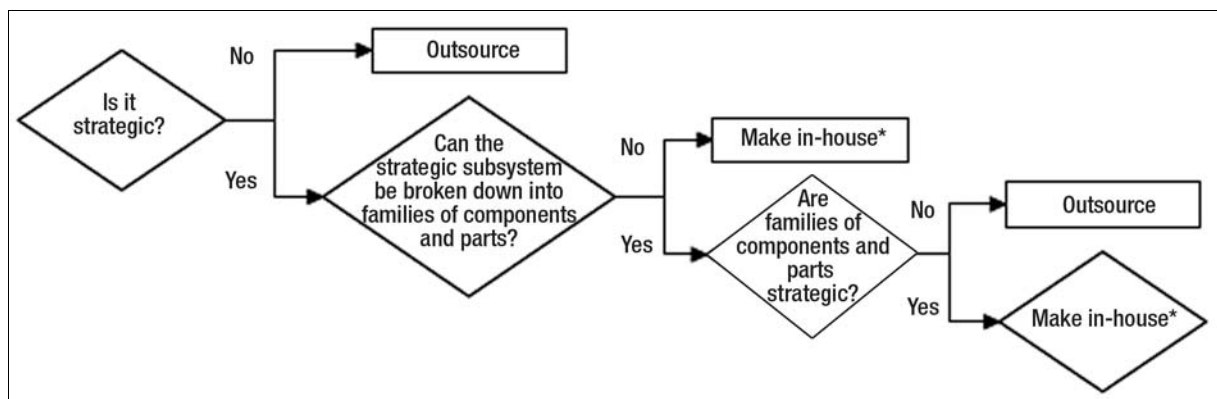 No
Outsource
Is it
strategic?
Yes
Can the
strategic subsystem
be broken down into
families of components
and parts?
No
Make in-house*
Yes
Are
families of
components and
parts
strategic?
No
Outsource
Yes
Make in-house*